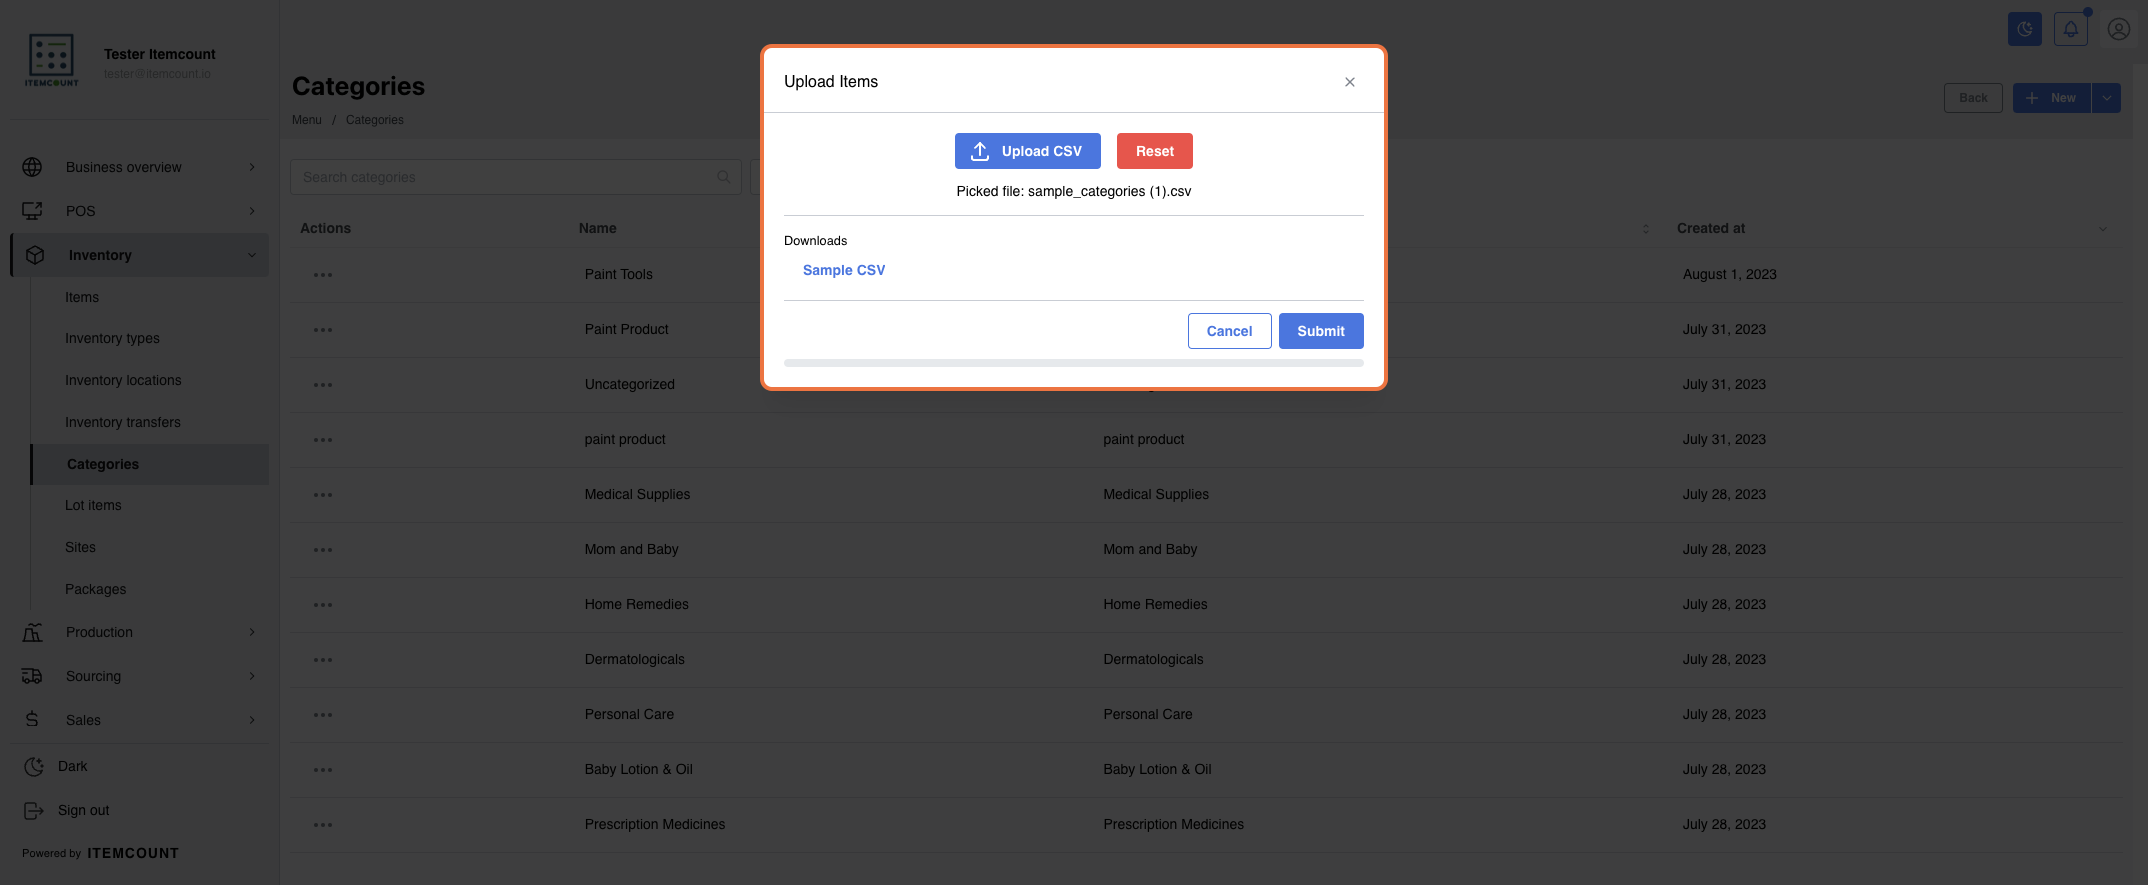 ITEMCOUNT
Tester Itemcount
tester@itemcount.io
Business overview
POS
Inventory
Items
Inventory types
Inventory locations
Inventory transfers
Categories
Lot items
Sites
Packages
Production
Sourcing
Sales
Dark
Sign out
Powered by ITEMCOUNT
Categories
Menu / Categories
Back
New
Search categories
Upload Items
Upload CSV
Reset
Picked file: sample_categories (1).csv
Downloads
Sample CSV
Cancel
Submit
Actions Name Created at
Paint Tools August 1, 2023
Paint Product July 31, 2023
Uncategorized July 31, 2023
paint product paint product July 31, 2023
Medical Supplies Medical Supplies July 28, 2023
Mom and Baby Mom and Baby July 28, 2023
Home Remedies Home Remedies July 28, 2023
Dermatologicals Dermatologicals July 28, 2023
Personal Care Personal Care July 28, 2023
Baby Lotion & Oil Baby Lotion & Oil July 28, 2023
Prescription Medicines Prescription Medicines July 28, 2023